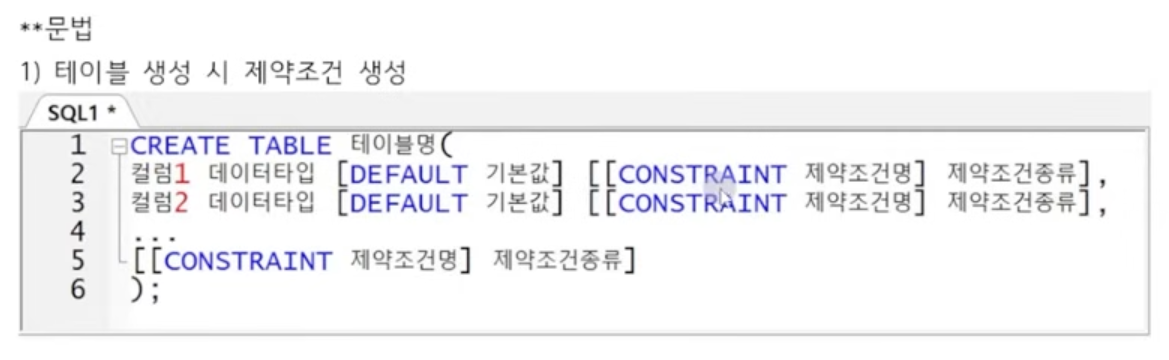 **문법
1) 테이블 생성 시 제약조건 생성
SQL1 *
1 CREATE TABLE 테이블명(
2 컬럼1 데이터타입 [DEFAULT 기본값] [[CONSTRAINT 제약조건명] 제약조건종류],
3 컬럼2 데이터타입 [DEFAULT 기본값] [[CONSTRAINT 제약조건명] 제약조건종류],
4 ...
5 [[CONSTRAINT 제약조건명] 제약조건종류]
6 );